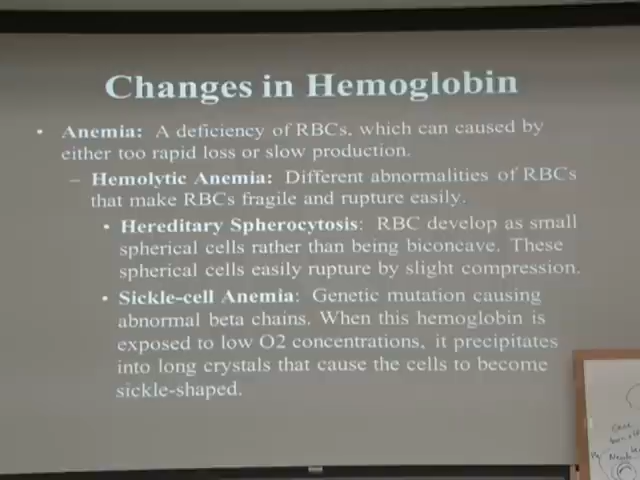 Changes in Hemoglobin
• Anemia: A deficiency of RBCs, which can caused by
either too rapid loss or slow production.
– Hemolytic Anemia: Different abnormalities of RBCs
that make RBCs fragile and rupture easily.
• Hereditary Spherocytosis: RBC develop as small
spherical cells rather than being biconcave. These
spherical cells easily rupture by slight compression.
• Sickle-cell Anemia: Genetic mutation causing
abnormal beta chains. When this hemoglobin is
exposed to low O2 concentrations, it precipitates
into long crystals that cause the cells to become
sickle-shaped.